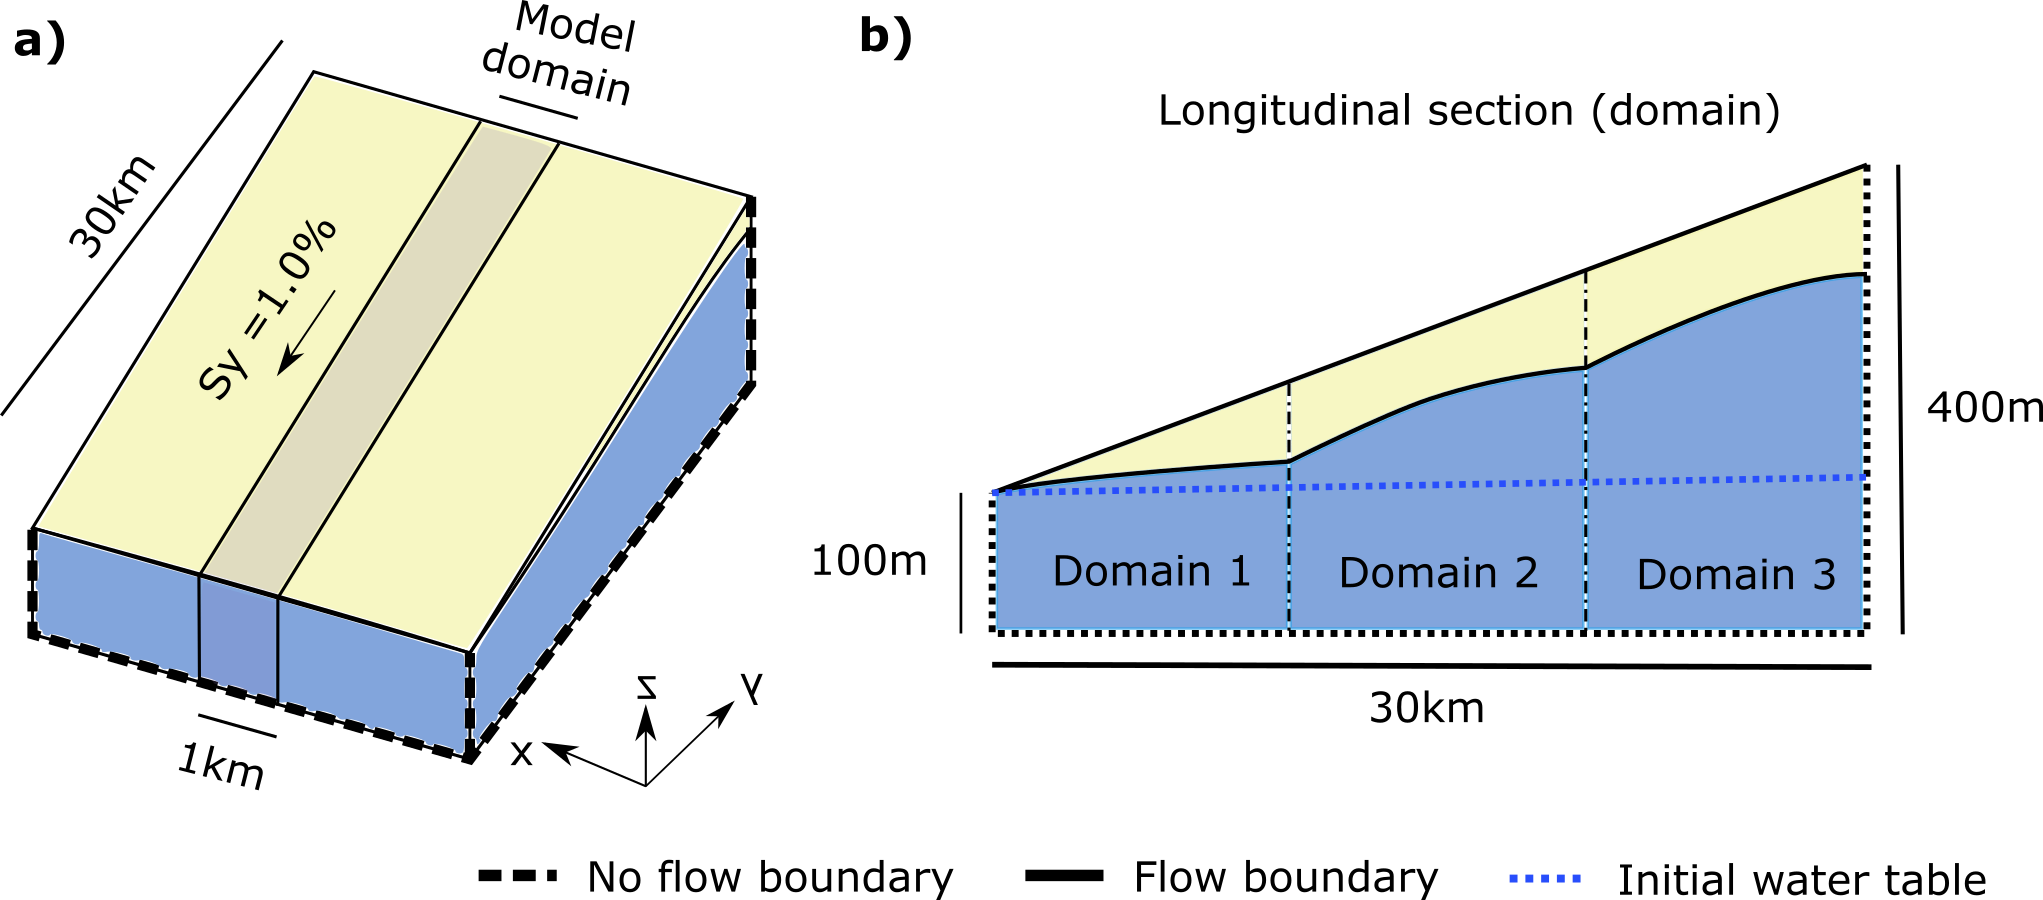 a)
Model
domain
30km
Sy =1.0%
1km
x
z
y
b)
Longitudinal section (domain)
400m
100m
Domain 1
Domain 2
Domain 3
30km
No flow boundary
Flow boundary
Initial water table